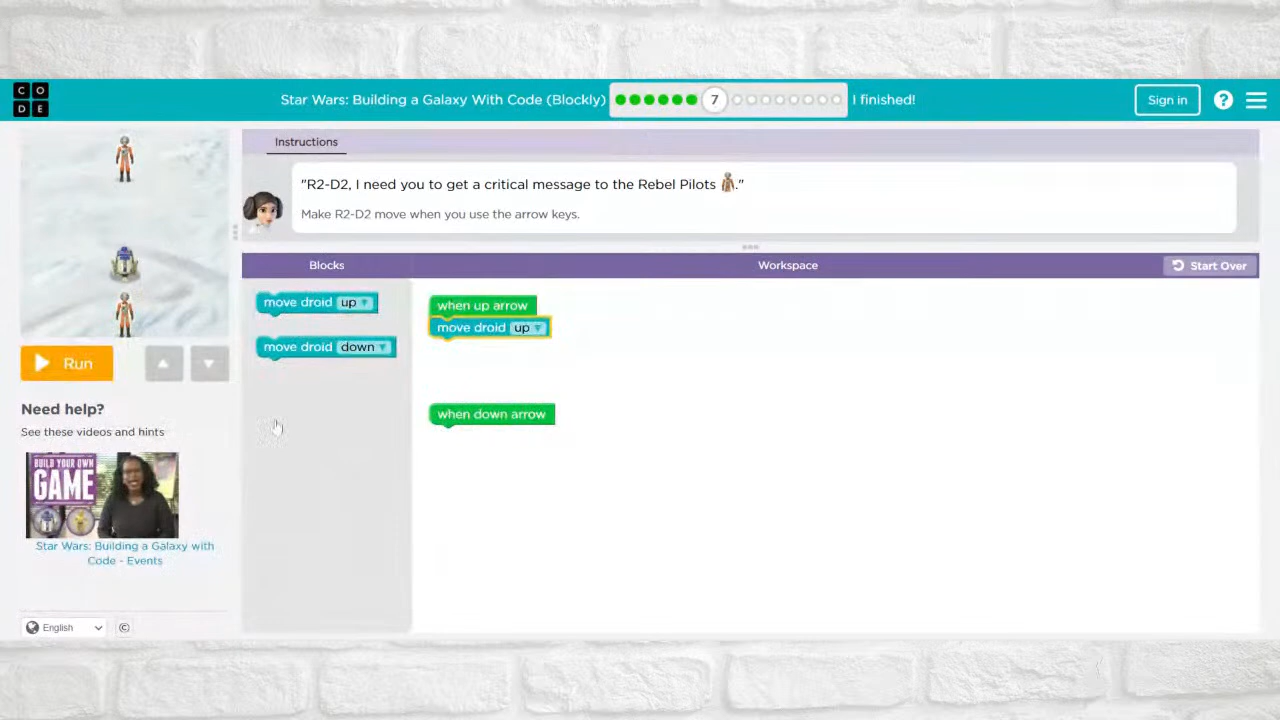 CO
DE
Star Wars: Building a Galaxy With Code (Blockly)
7
I finished!
Sign in
?
Instructions
"R2-D2, I need you to get a critical message to the Rebel Pilots ."
Make R2-D2 move when you use the arrow keys.
Blocks
Workspace
Start Over
move droid up
move droid down
when up arrow
move droid up
when down arrow
Run
Need help?
See these videos and hints
BUILD YOUR OWN
GAME
Star Wars: Building a Galaxy with
Code - Events
English
©